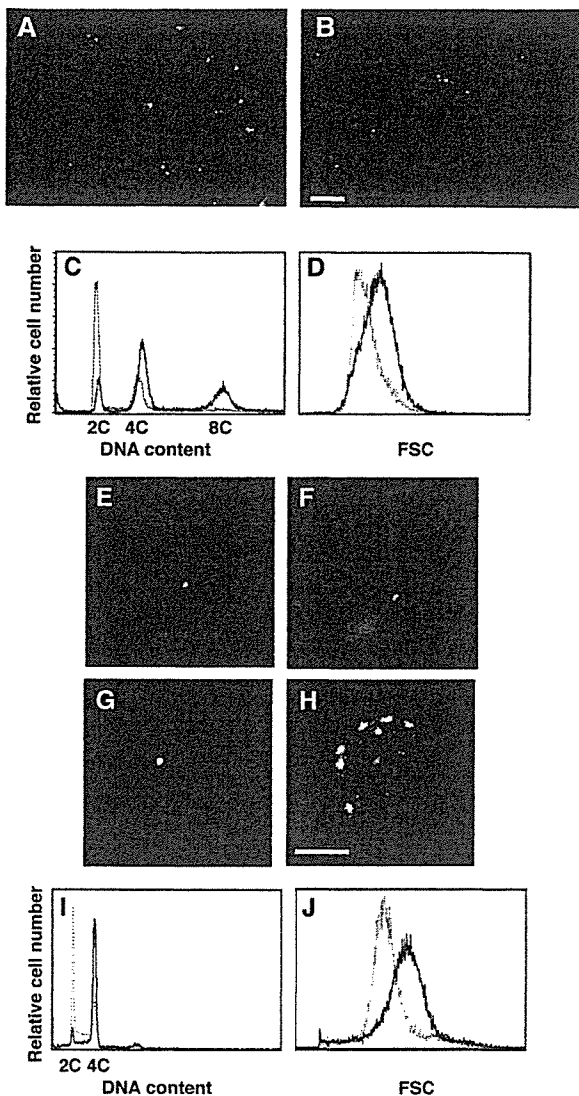 A
B
Relative cell number
C
D
2C 4C 8C
DNA content
FSC
E
F
G
H
Relative cell number
I
J
2C 4C
DNA content
FSC